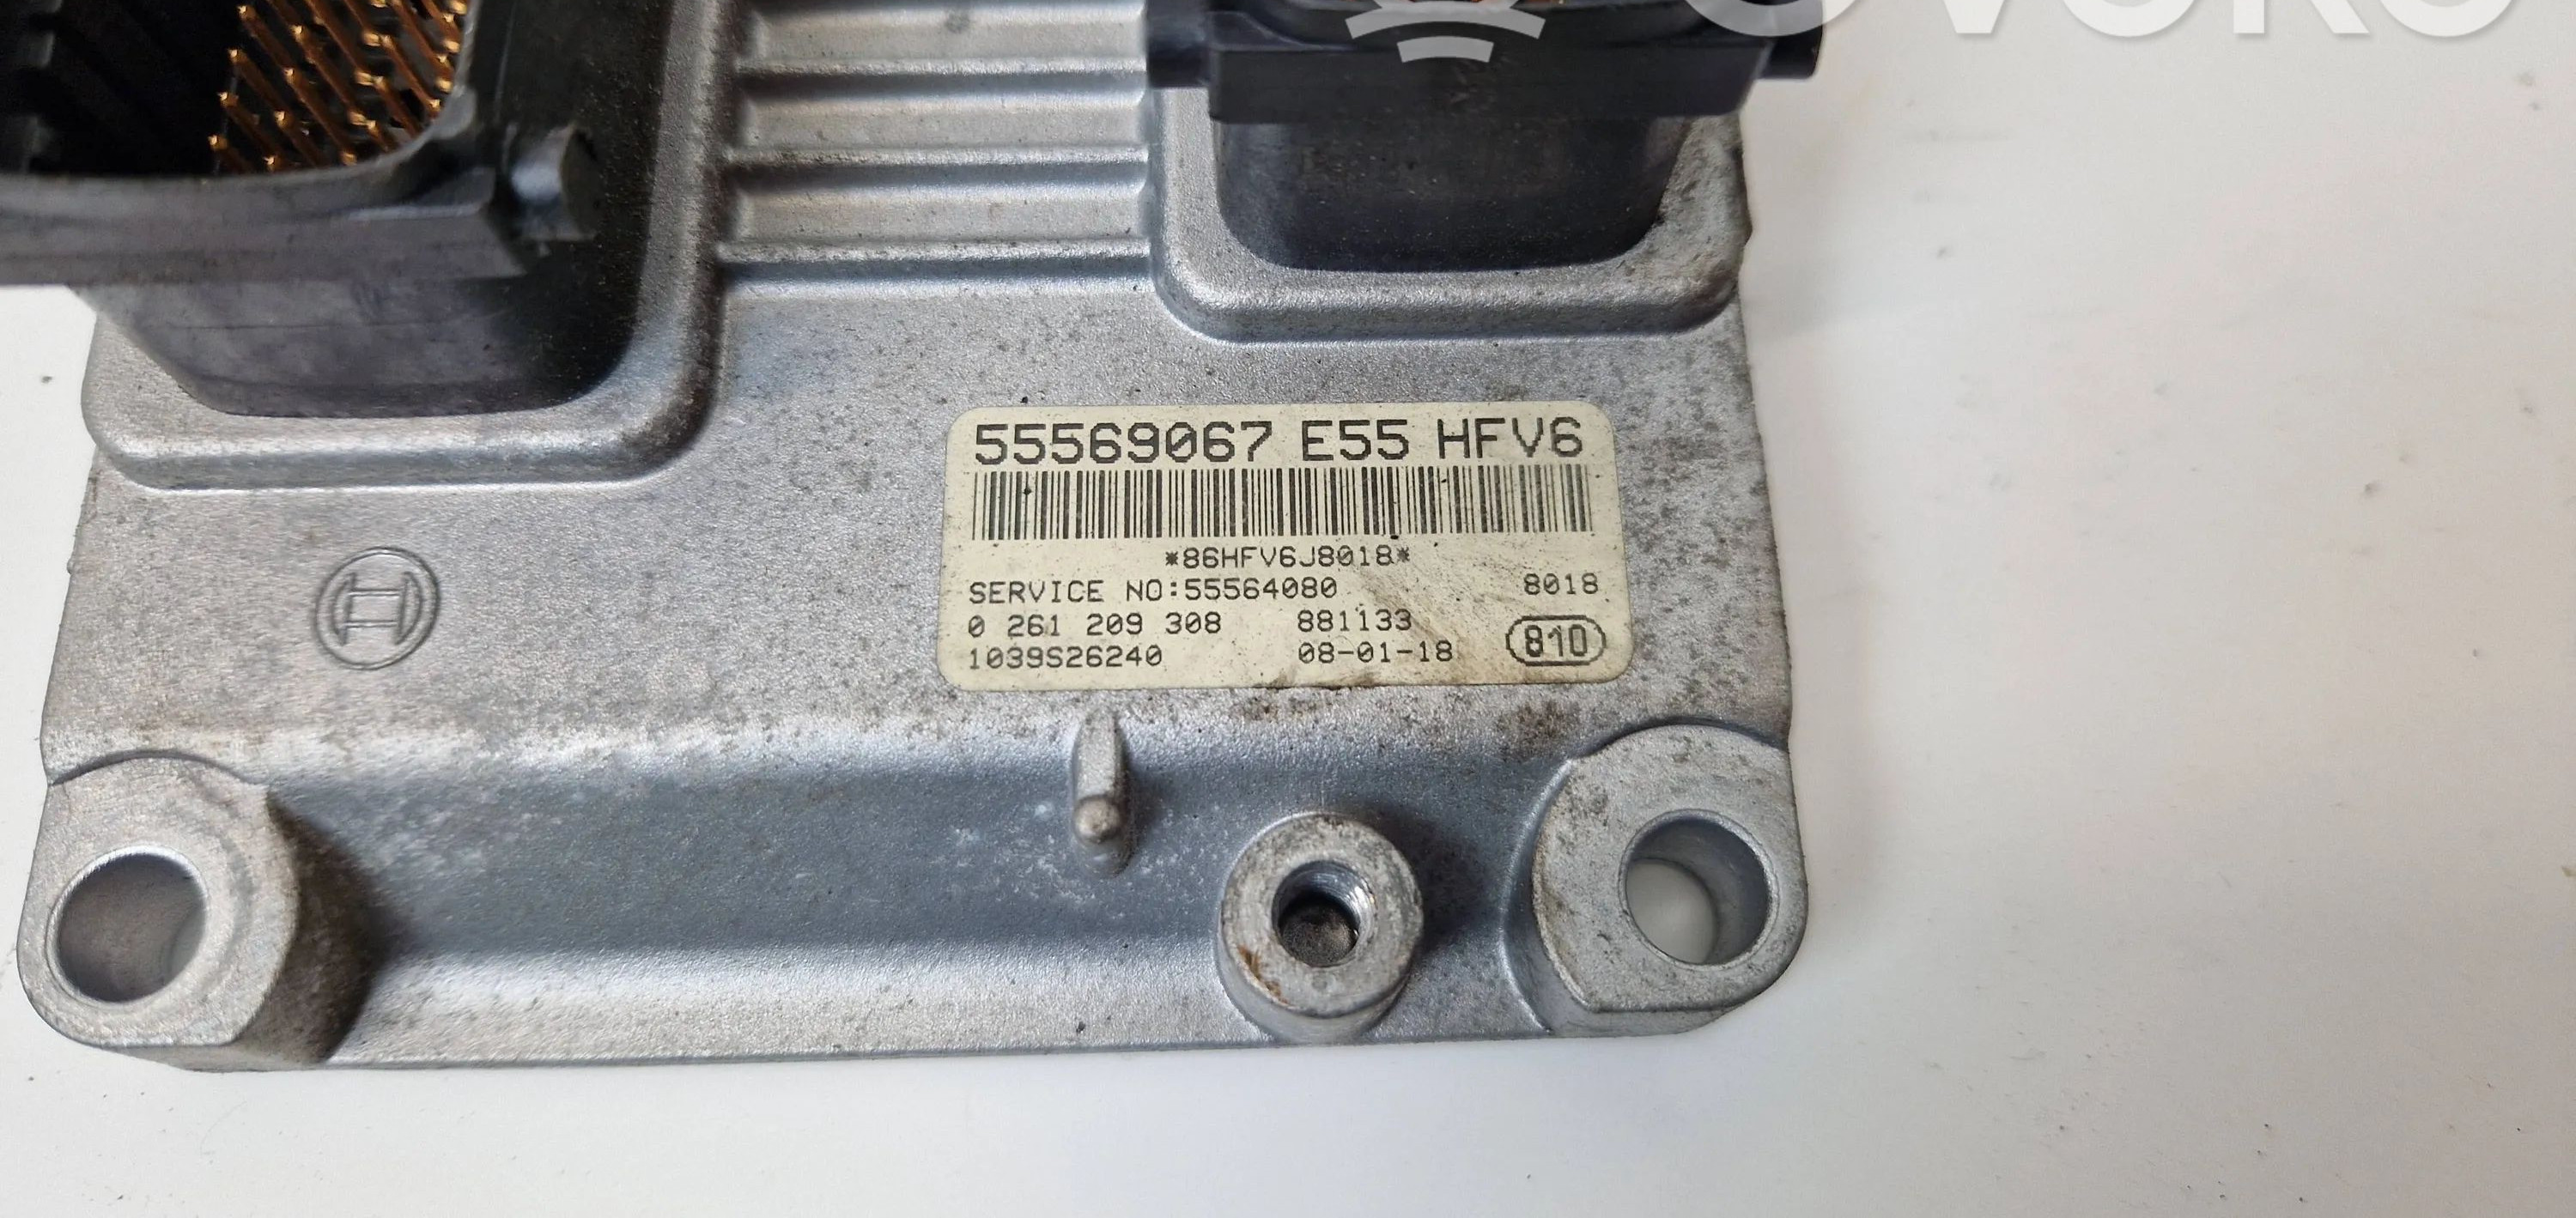 55569067 E55 HFV6
*86HFV6J8018*
SERVICE NO:55564080 8018
0 261 209 308 881133
1039S26240 08-01-18 810